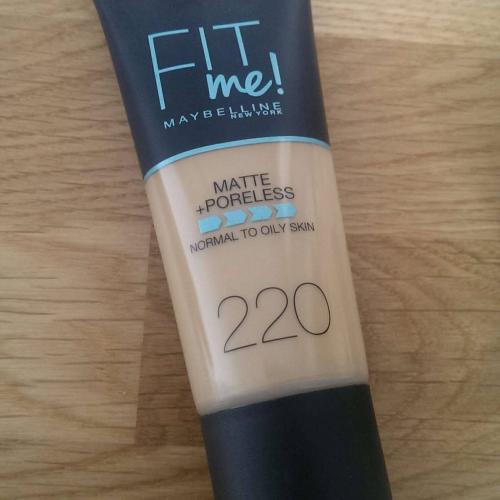 FIT
me!
MAYBELLINE
NEW YORK
MATTE
+PORELESS
NORMAL TO OILY SKIN
220